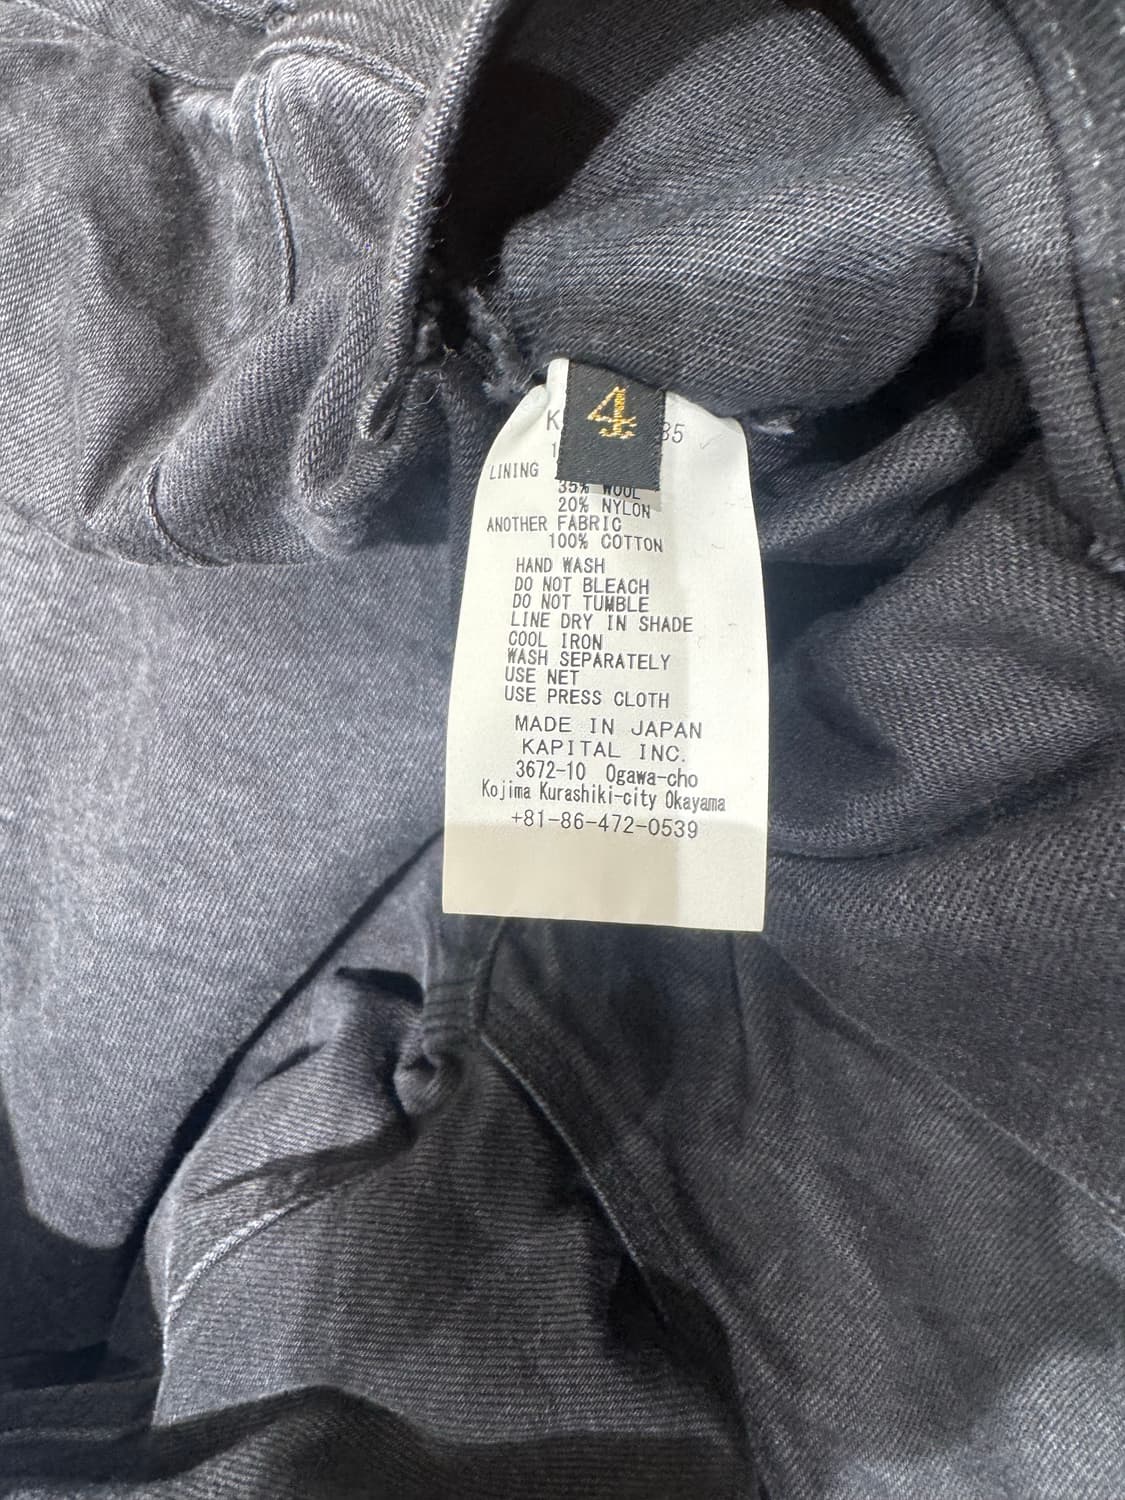 4
LINING
35% WOOL
20% NYLON
ANOTHER FABRIC
100% COTTON
HAND WASH
DO NOT BLEACH
DO NOT TUMBLE
LINE DRY IN SHADE
COOL IRON
WASH SEPARATELY
USE NET
USE PRESS CLOTH
MADE IN JAPAN
KAPITAL INC.
3672-10 Ogawa-cho
Kojima Kurashiki-city Okayama
+81-86-472-0539